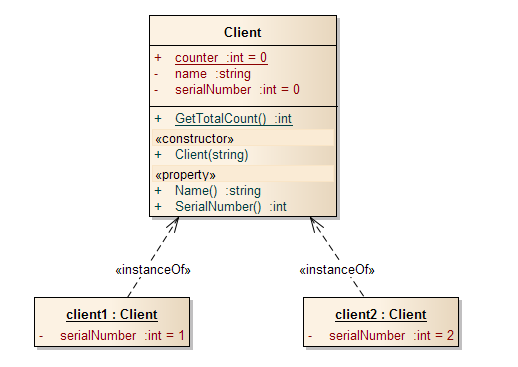 Client
+ counter :int = 0
- name :string
- serialNumber :int = 0
+ GetTotalCount() :int
«constructor»
+ Client(string)
«property»
+ Name() :string
+ SerialNumber() :int
«instanceOf» «instanceOf»
client1 : Client
- serialNumber :int = 1
client2 : Client
- serialNumber :int = 2